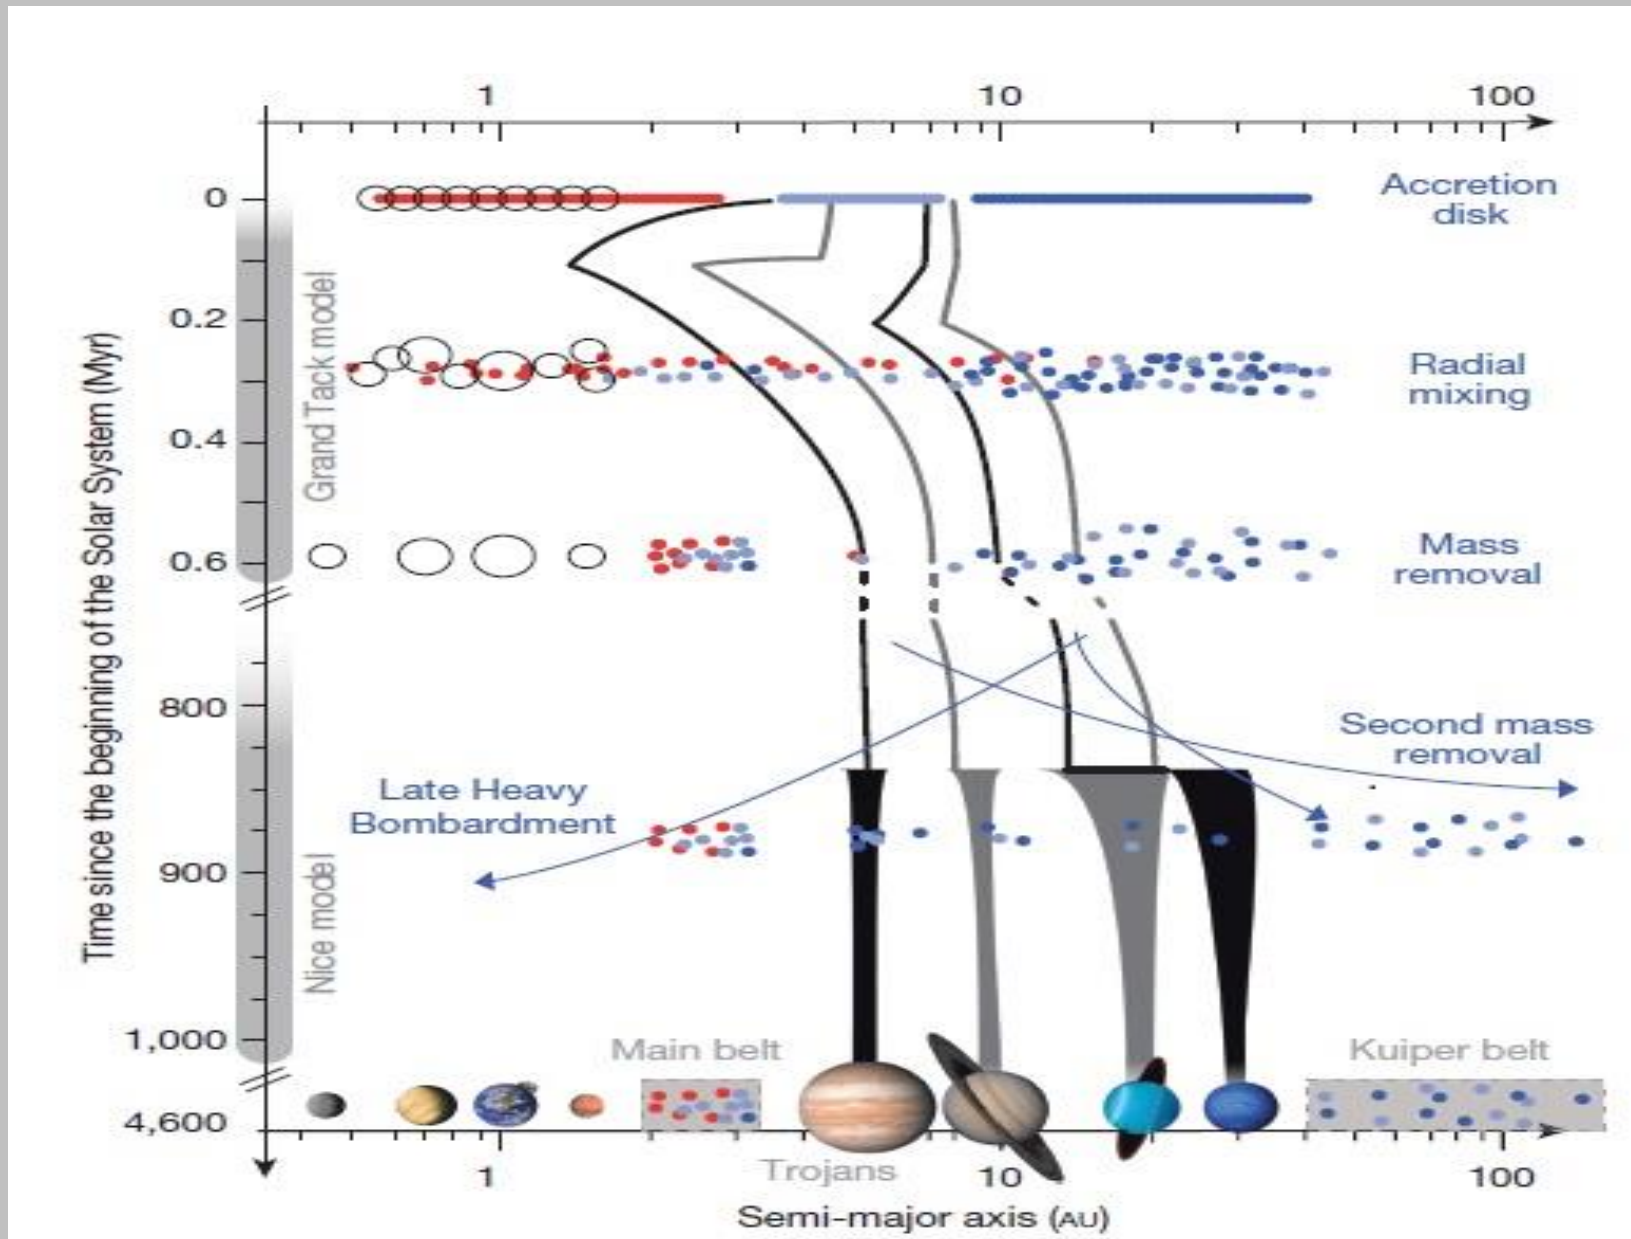 1 10 100
0
Accretion
disk
0.2
Radial
mixing
0.4
Grand Tack model
Mass
removal
0.6
Time since the beginning of the Solar System (Myr)
800
Second mass
removal
Late Heavy
Bombardment
900
Nice model
1,000
Main belt
Kuiper belt
4,600
Trojans
1 10 100
Semi-major axis (AU)